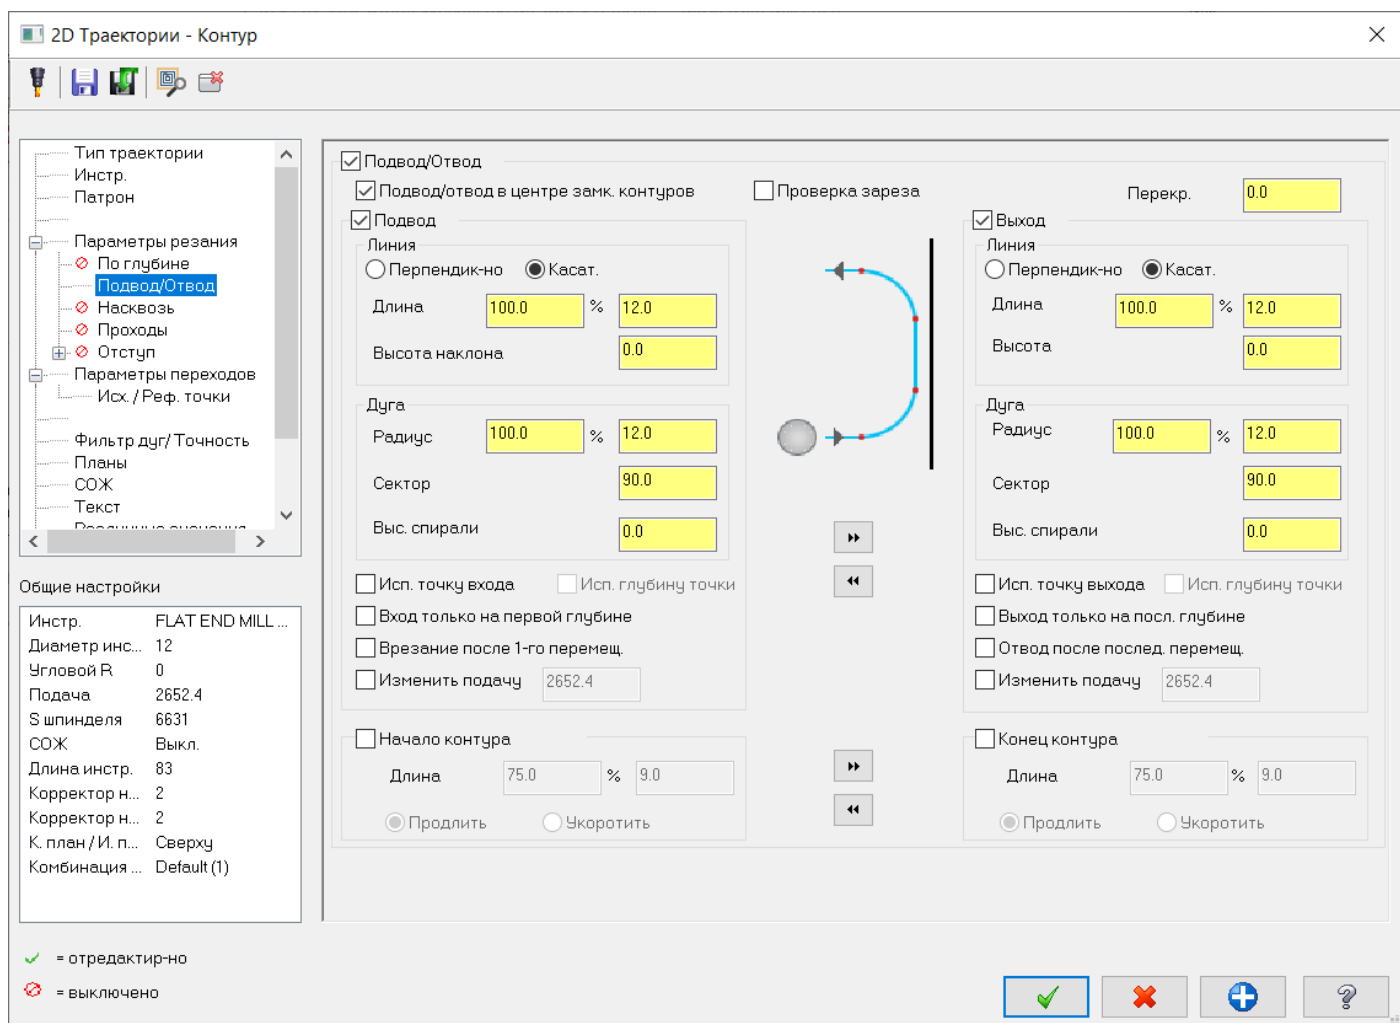 2D Траектории - Контур
Тип траектории
Инстр.
Патрон
Параметры резания
По глубине
Подвод/Отвод
Насквозь
Проходы
Отступ
Параметры переходов
Исх. / Реф. точки
Фильтр дуг/ Точность
Планы
СОЖ
Текст
Общие настройки
Инстр. FLAT END MILL ...
Диаметр инс... 12
Угловой R 0
Подача 2652.4
S шпинделя 6631
СОЖ Выкл.
Длина инстр. 83
Корректор н... 2
Корректор н... 2
К. план / И. п... Сверху
Комбинация ... Default (1)
= отредактир-но
= выключено
Подвод/Отвод
Подвод/отвод в центре замк. контуров
Проверка зареза
Перекр. 0.0
Подвод
Линия
Перпендик-но Касат.
Длина 100.0 % 12.0
Высота наклона 0.0
Дуга
Радиус 100.0 % 12.0
Сектор 90.0
Выс. спирали 0.0
Исп. точку входа Исп. глубину точки
Вход только на первой глубине
Врезание после 1-го перемещ.
Изменить подачу 2652.4
Начало контура
Длина 75.0 % 9.0
Продлить Укоротить
Выход
Линия
Перпендик-но Касат.
Длина 100.0 % 12.0
Высота 0.0
Дуга
Радиус 100.0 % 12.0
Сектор 90.0
Выс. спирали 0.0
Исп. точку выхода Исп. глубину точки
Выход только на посл. глубине
Отвод после послед. перемещ.
Изменить подачу 2652.4
Конец контура
Длина 75.0 % 9.0
Продлить Укоротить